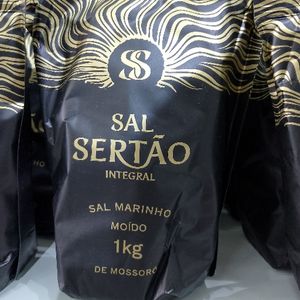 SS
SAL
SERTÃO
INTEGRAL
SAL MARINHO
MOÍDO
1kg
DE MOSSORÓ